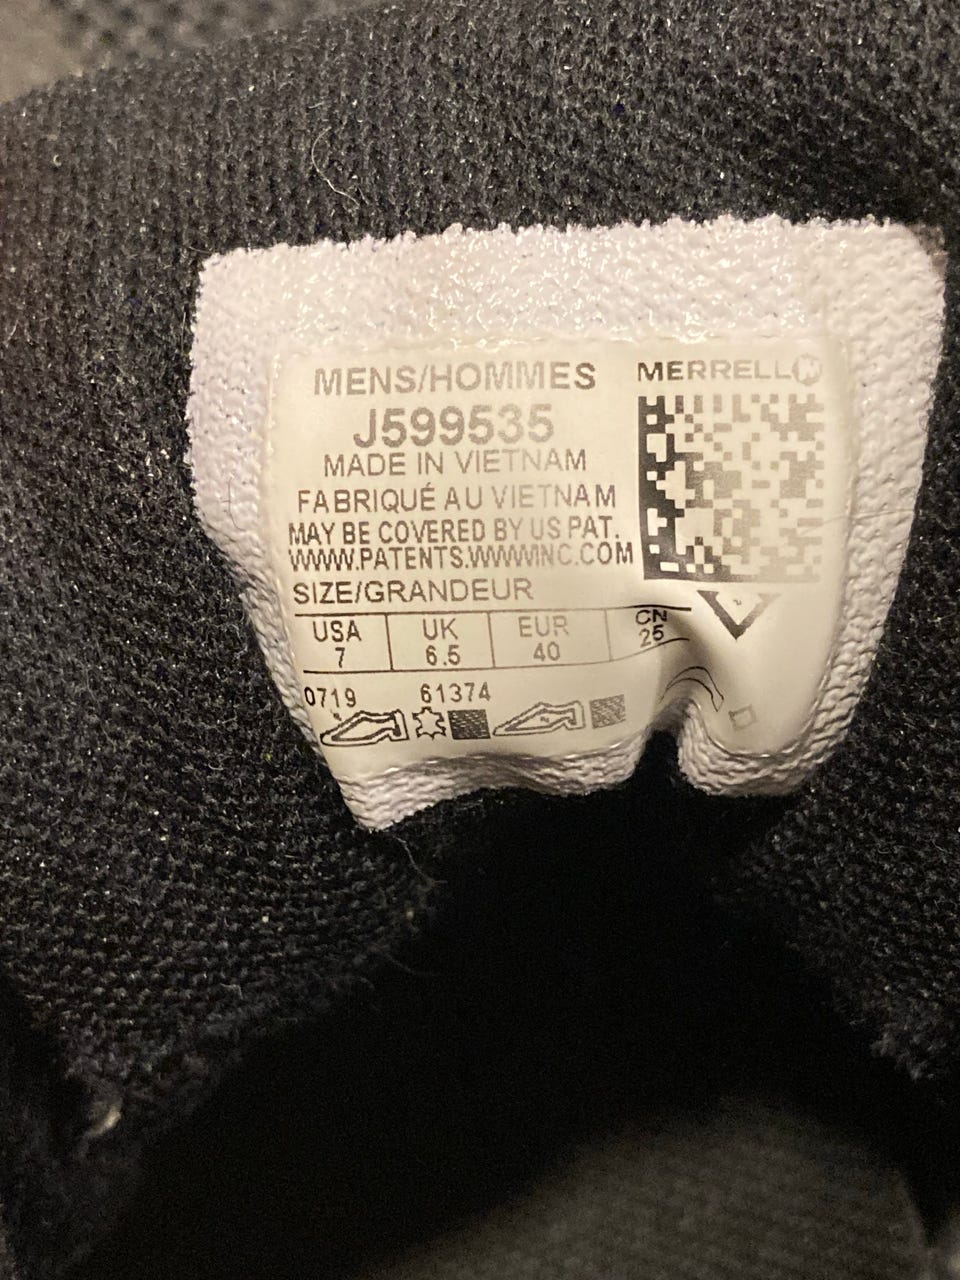 MENS/HOMMES
J599535
MADE IN VIETNAM
FABRIQUÉ AU VIETNAM
MAY BE COVERED BY US PAT.
WWW.PATENTS.WWWINC.COM
SIZE/GRANDEUR
USA UK EUR CN
7 6.5 40 25
0719 61374
MERRELL M